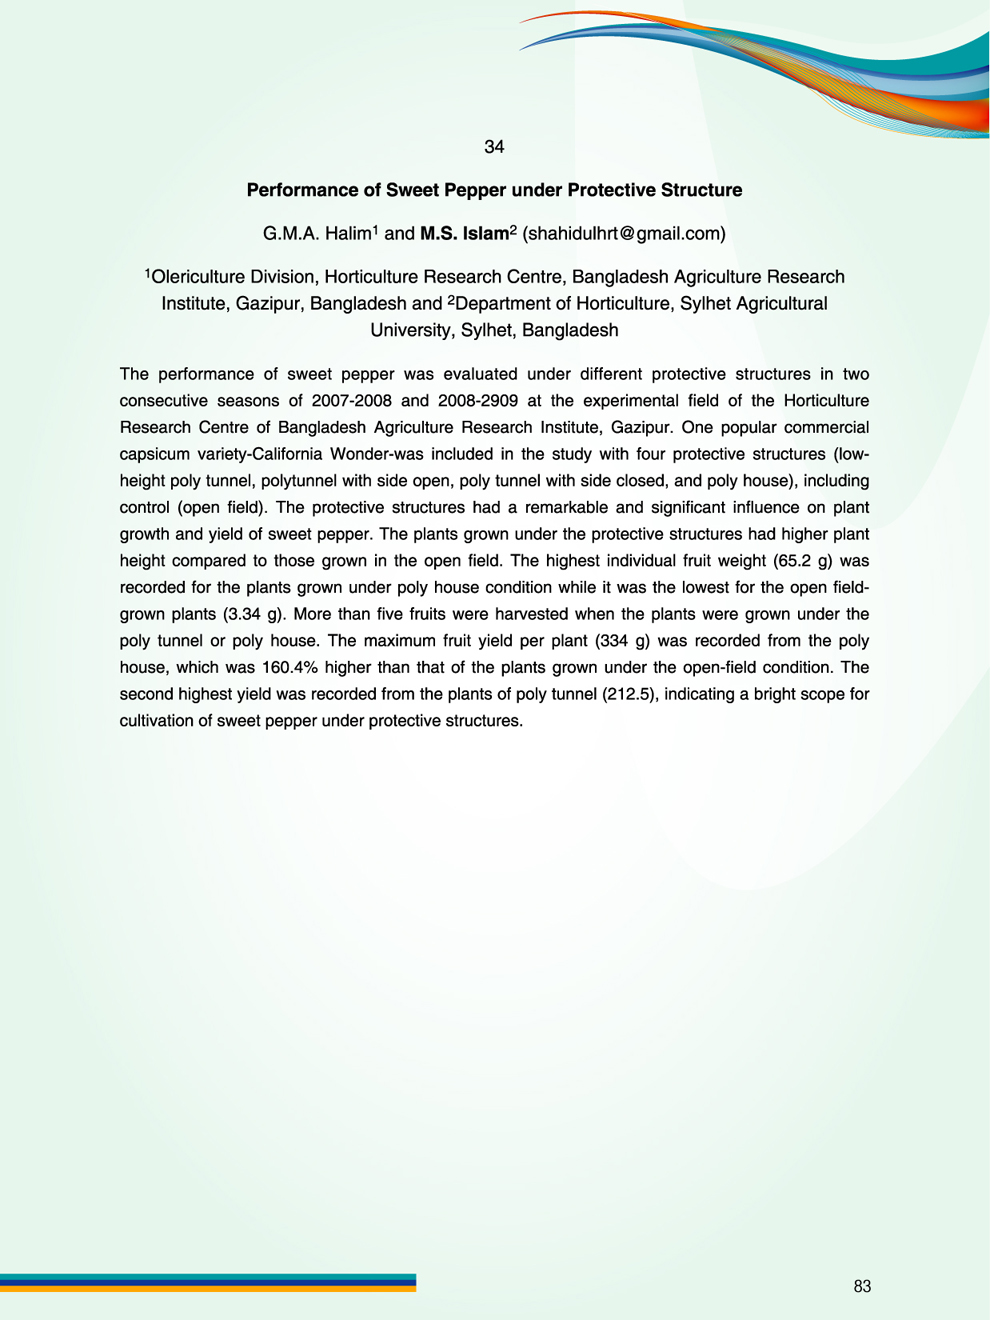 34
Performance of Sweet Pepper under Protective Structure
G.M.A. Halim1 and M.S. Islam2 (shahidulhrt@gmail.com)
1Olericulture Division, Horticulture Research Centre, Bangladesh Agriculture Research
Institute, Gazipur, Bangladesh and 2Department of Horticulture, Sylhet Agricultural
University, Sylhet, Bangladesh
The performance of sweet pepper was evaluated under different protective structures in two
consecutive seasons of 2007-2008 and 2008-2909 at the experimental field of the Horticulture
Research Centre of Bangladesh Agriculture Research Institute, Gazipur. One popular commercial
capsicum variety-California Wonder-was included in the study with four protective structures (low-
height poly tunnel, polytunnel with side open, poly tunnel with side closed, and poly house), including
control (open field). The protective structures had a remarkable and significant influence on plant
growth and yield of sweet pepper. The plants grown under the protective structures had higher plant
height compared to those grown in the open field. The highest individual fruit weight (65.2 g) was
recorded for the plants grown under poly house condition while it was the lowest for the open field-
grown plants (3.34 g). More than five fruits were harvested when the plants were grown under the
poly tunnel or poly house. The maximum fruit yield per plant (334 g) was recorded from the poly
house, which was 160.4% higher than that of the plants grown under the open-field condition. The
second highest yield was recorded from the plants of poly tunnel (212.5), indicating a bright scope for
cultivation of sweet pepper under protective structures.
83